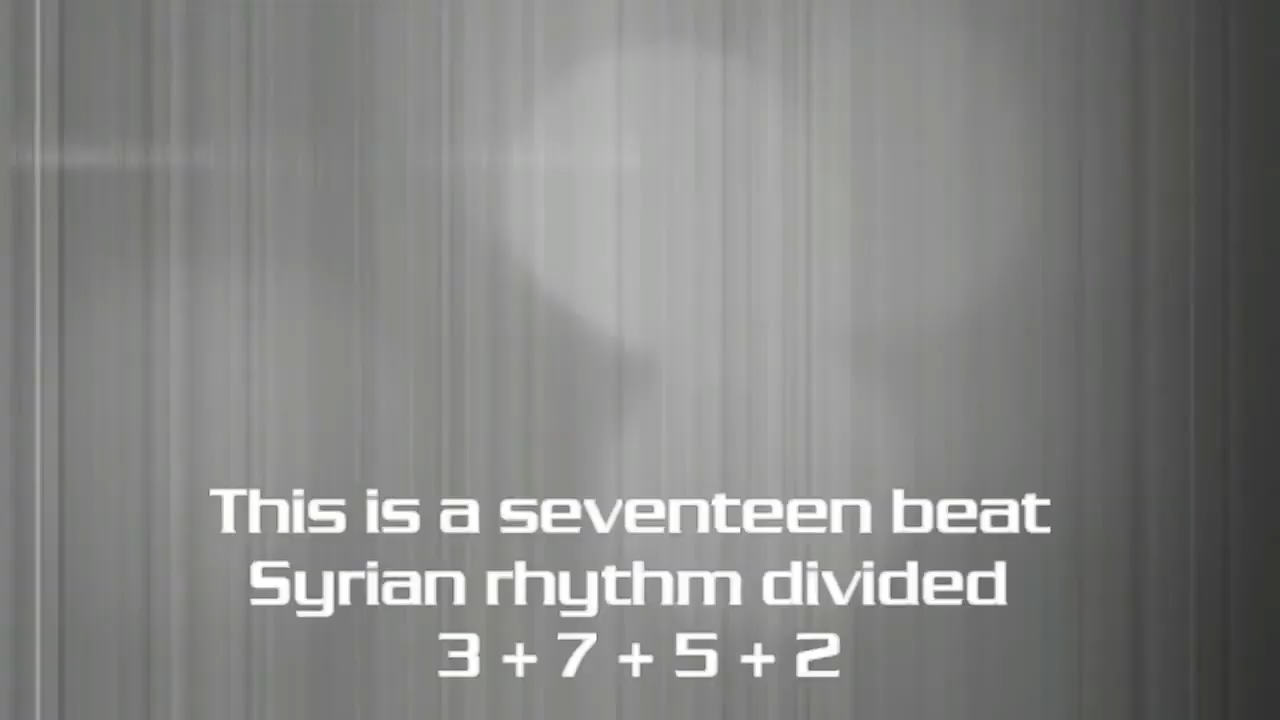 This is a seventeen beat
Syrian rhythm divided
3 + 7 + 5 + 2